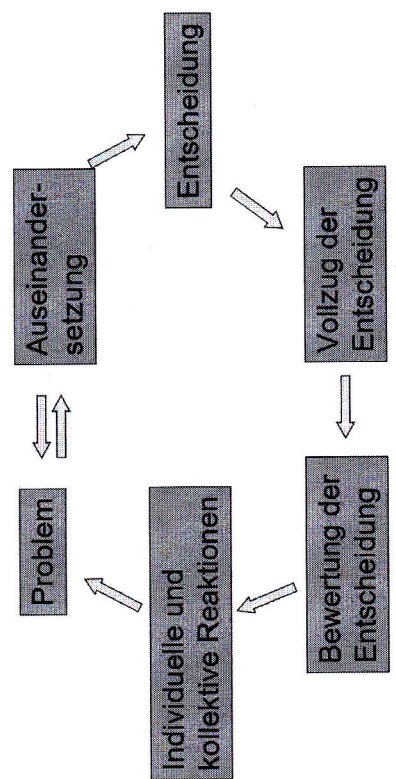 Problem
Auseinander-
setzung
Entscheidung
Vollzug der
Entscheidung
Bewertung der
Entscheidung
Individuelle und
kollektive Reaktionen